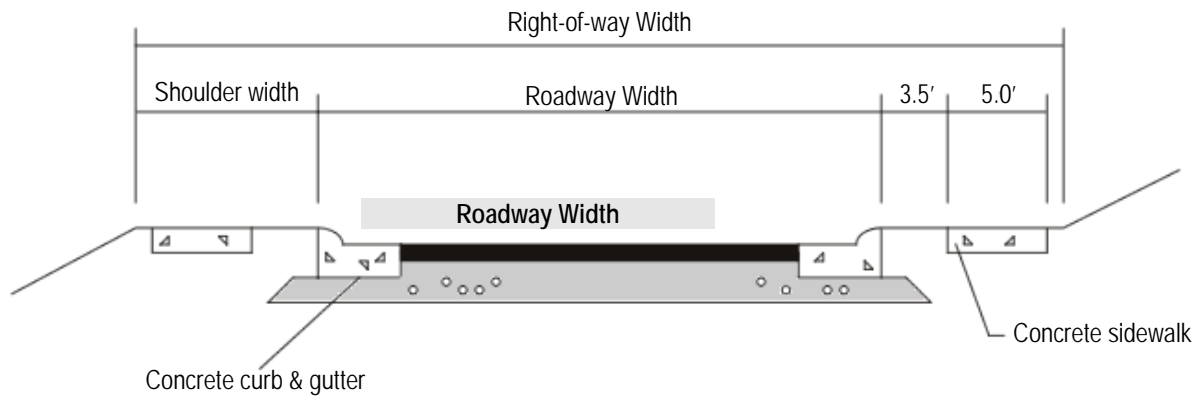 Right-of-way Width
Shoulder width
Roadway Width
3.5′
5.0′
Roadway Width
Concrete sidewalk
Concrete curb & gutter